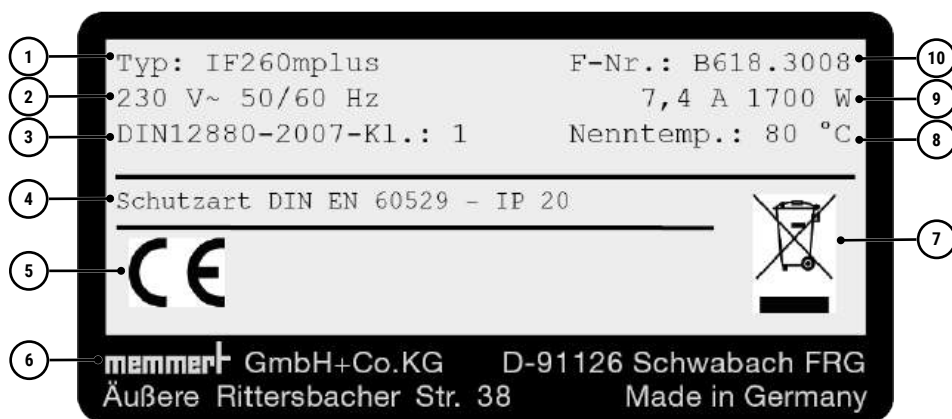 1 Typ: IF260mplus F-Nr.: B618.3008 10
2 230 V~ 50/60 Hz 7,4 A 1700 W 9
3 DIN12880-2007-Kl.: 1 Nenntemp.: 80 °C 8
4 Schutzart DIN EN 60529 - IP 20
7
5 CE
6 memmert GmbH+Co.KG D-91126 Schwabach FRG
Äußere Rittersbacher Str. 38 Made in Germany